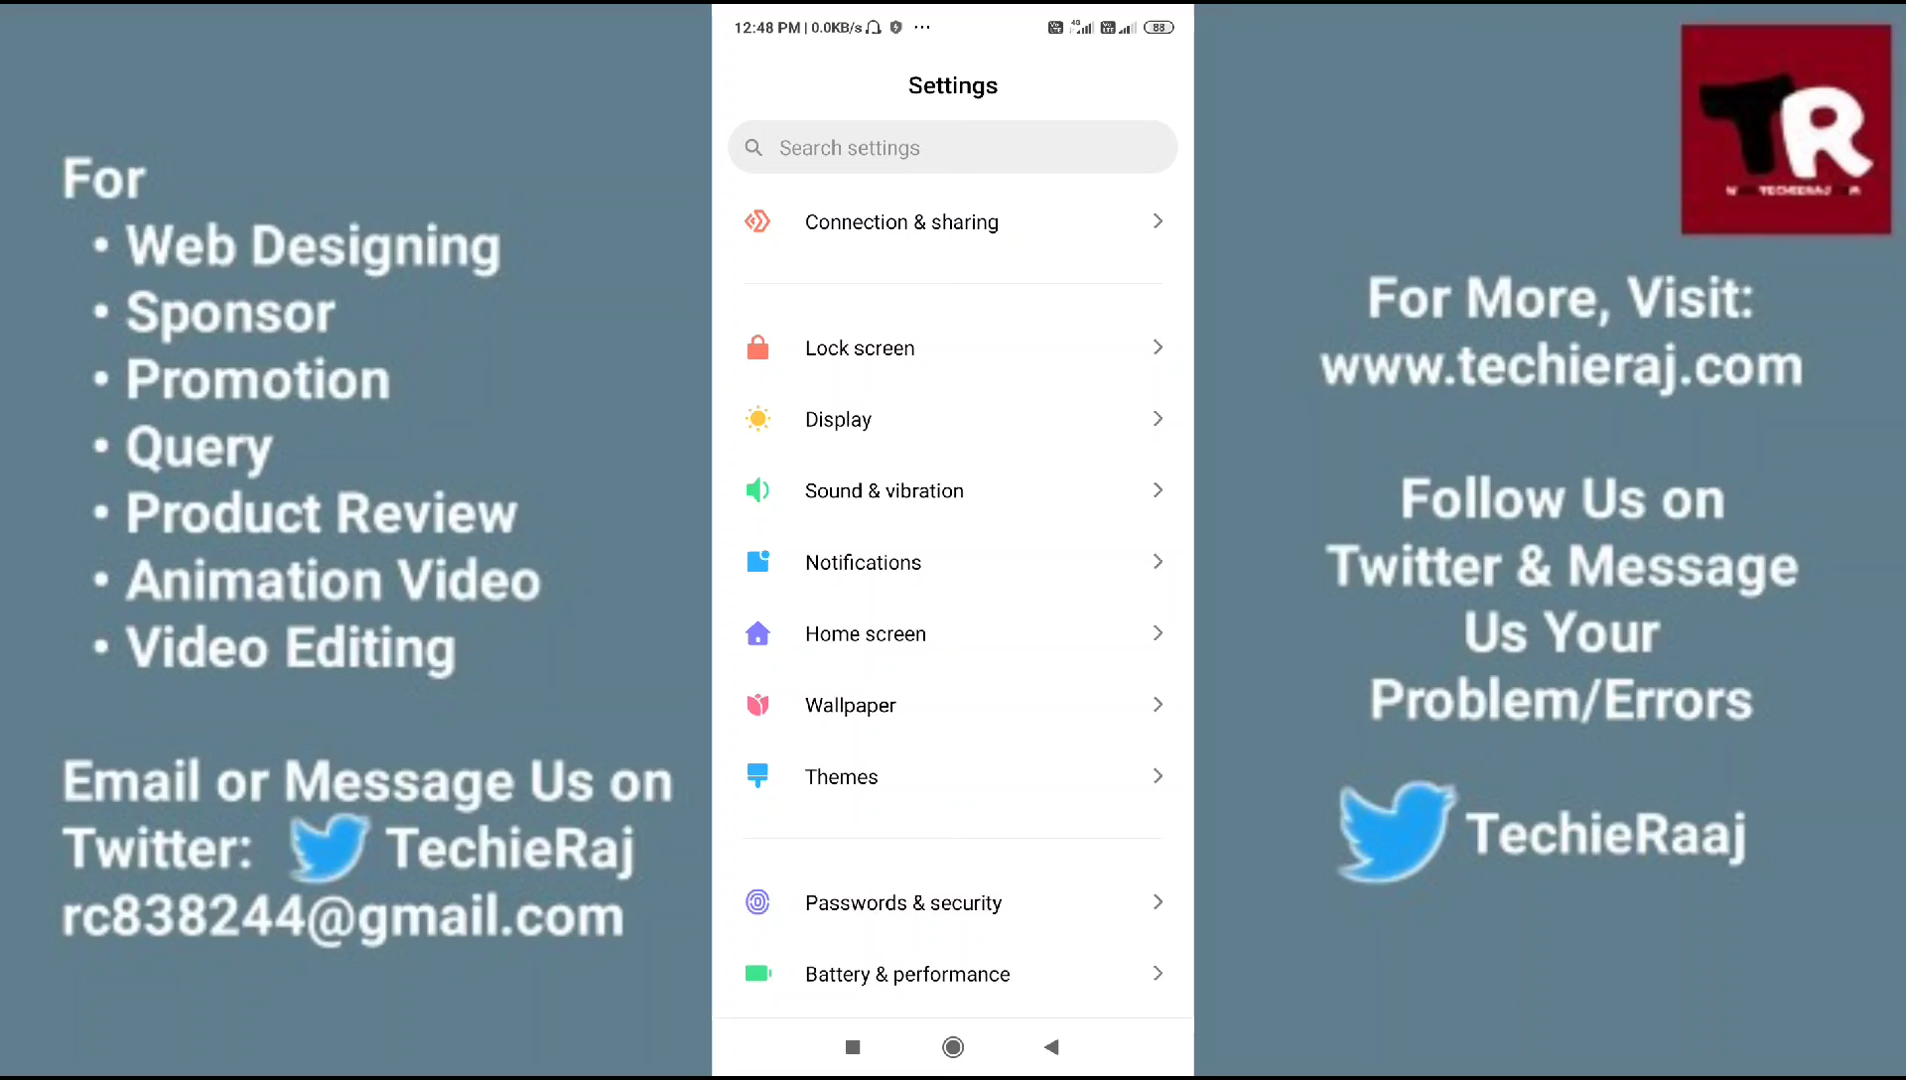 For
• Web Designing
• Sponsor
• Promotion
• Query
• Product Review
• Animation Video
• Video Editing
Email or Message Us on
Twitter: TechieRaj
rc838244@gmail.com
12:48 PM | 0.0KB/s ...
4G
88
Settings
Search settings
Connection & sharing
Lock screen
Display
Sound & vibration
Notifications
Home screen
Wallpaper
Themes
Passwords & security
Battery & performance
TR
For More, Visit:
www.techieraj.com
Follow Us on
Twitter & Message
Us Your
Problem/Errors
TechieRaaj